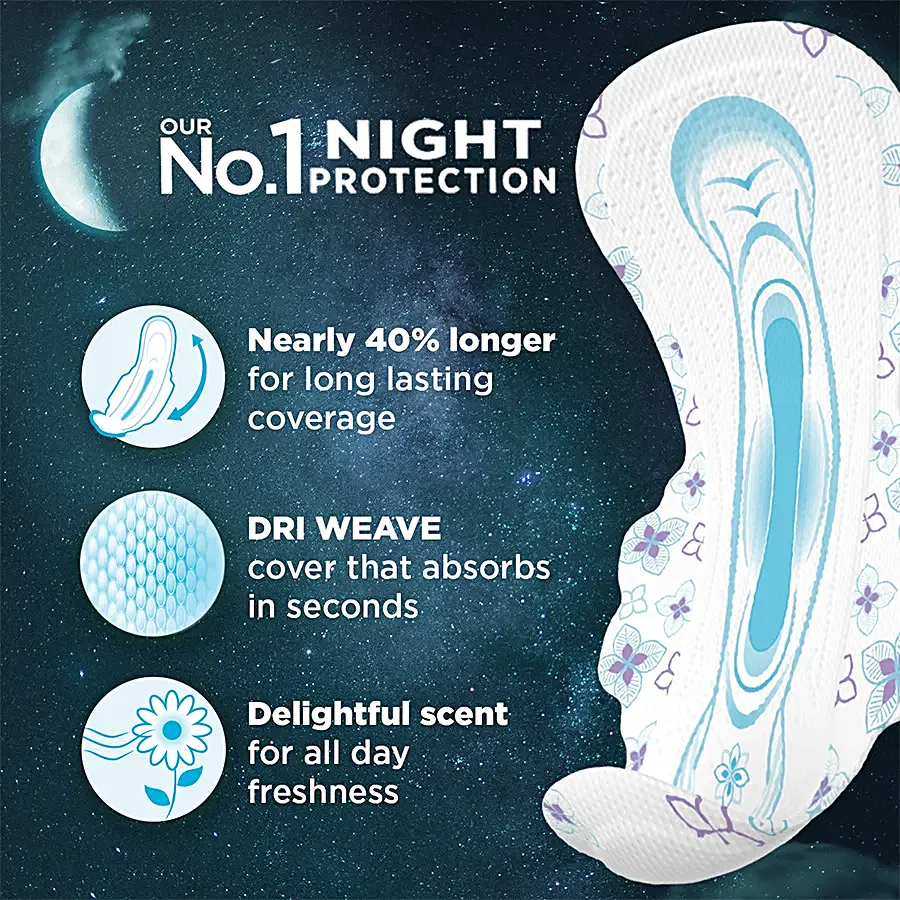 OUR
No.1 NIGHT
PROTECTION
Nearly 40% longer
for long lasting
coverage
DRI WEAVE
cover that absorbs
in seconds
Delightful scent
for all day
freshness